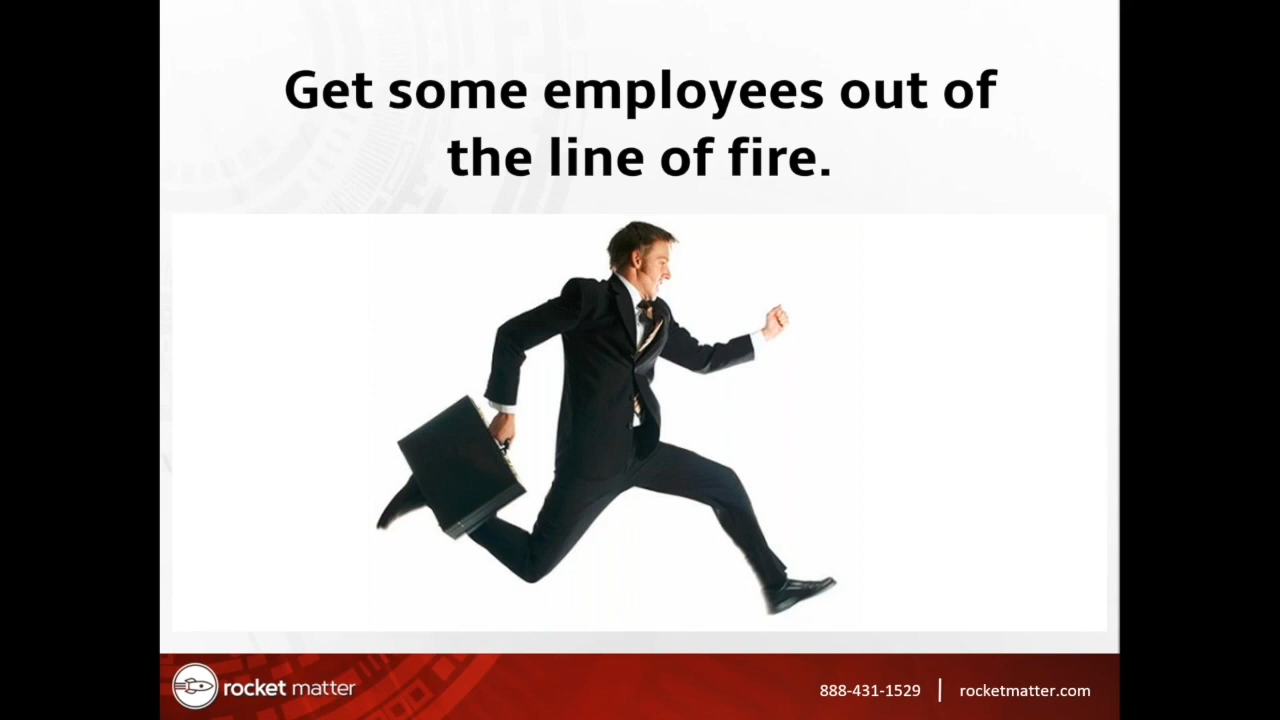 Get some employees out of
the line of fire.
rocket matter
888-431-1529 | rocketmatter.com